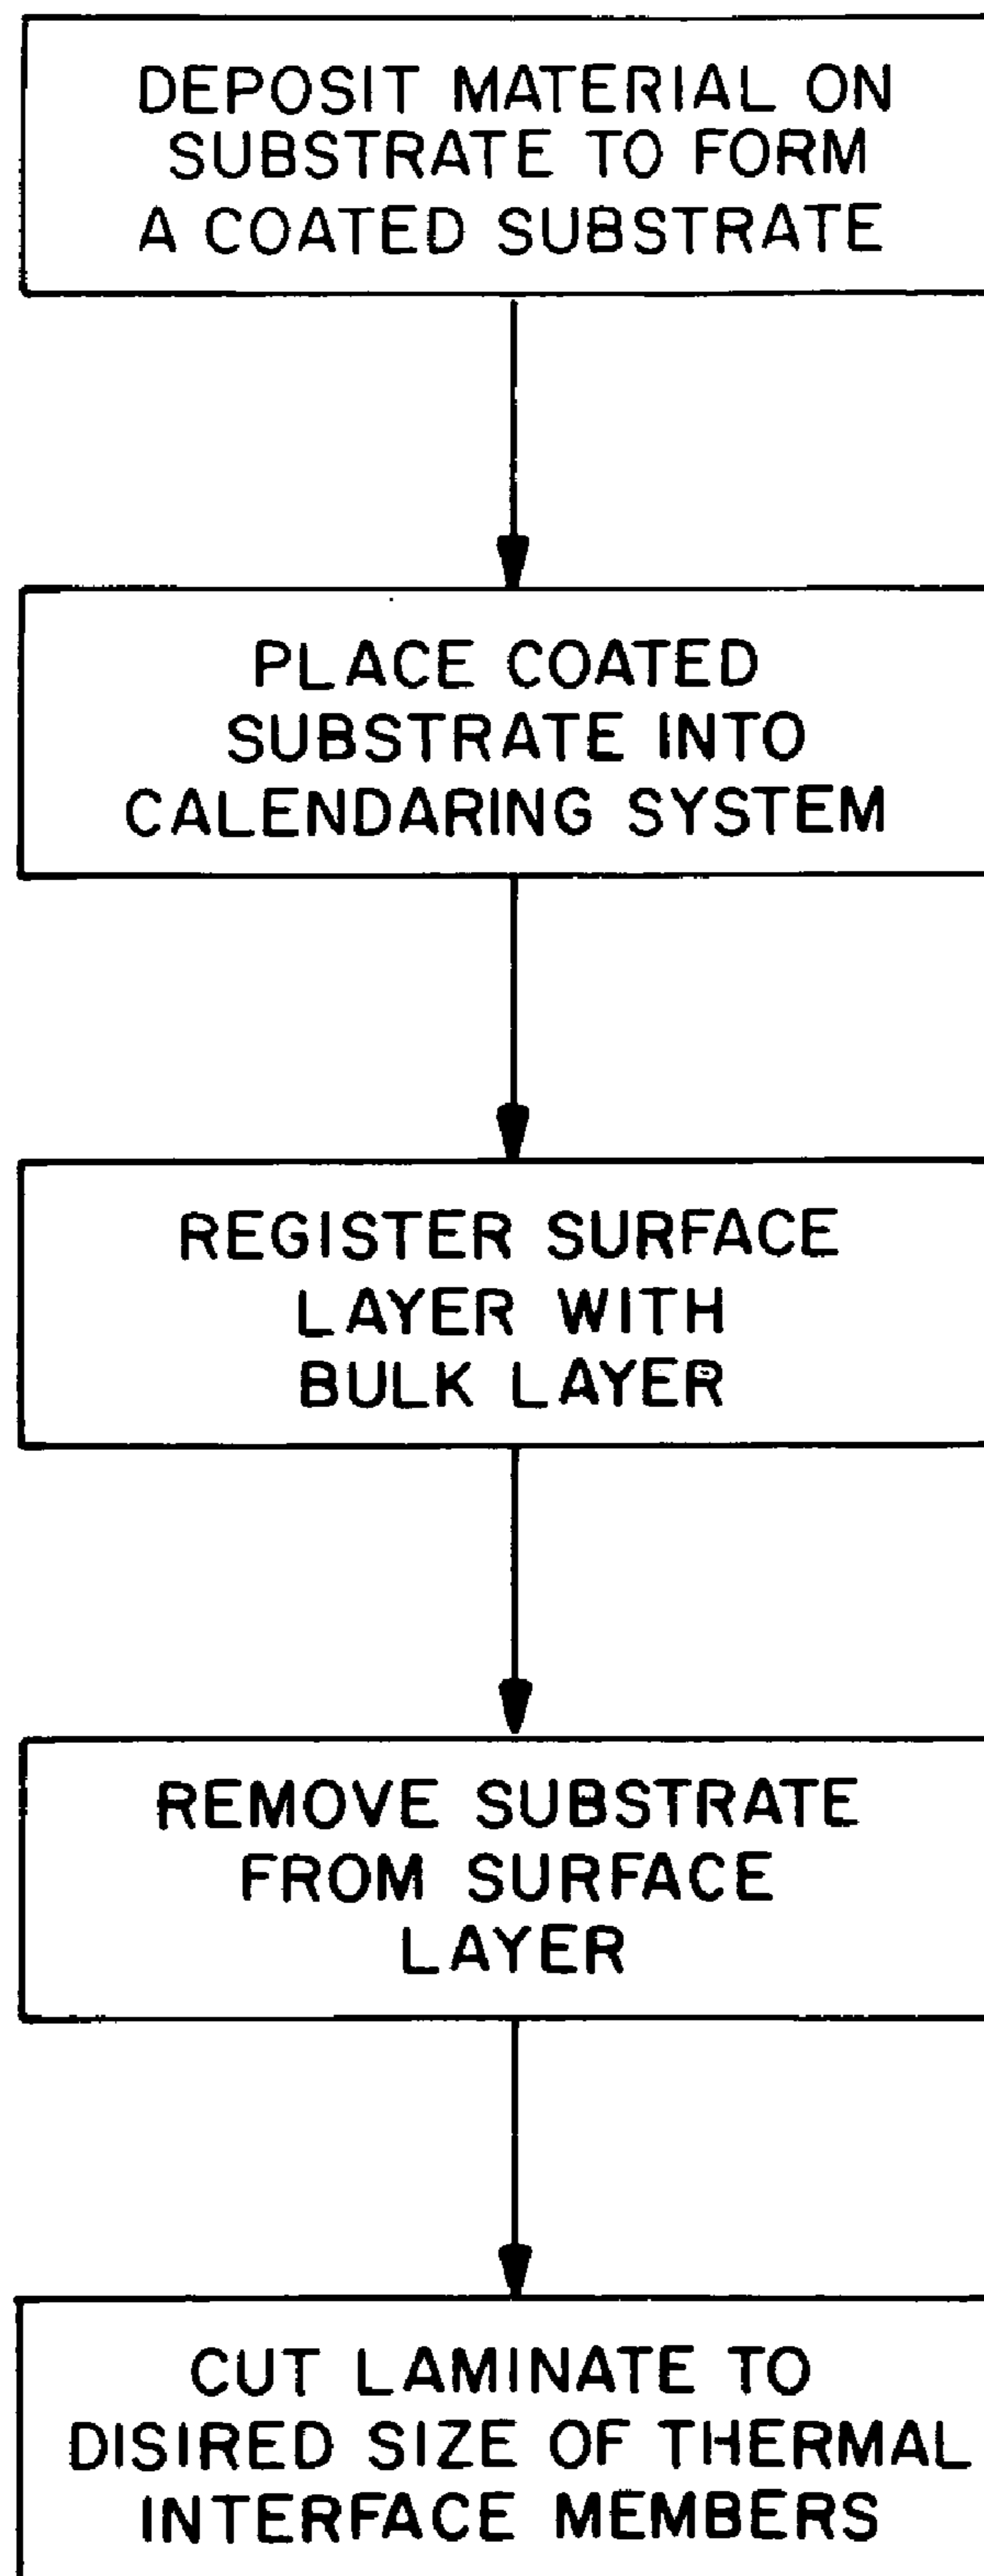 DEPOSIT MATERIAL ON
SUBSTRATE TO FORM
A COATED SUBSTRATE
PLACE COATED
SUBSTRATE INTO
CALENDARING SYSTEM
REGISTER SURFACE
LAYER WITH
BULK LAYER
REMOVE SUBSTRATE
FROM SURFACE
LAYER
CUT LAMINATE TO
DISIRED SIZE OF THERMAL
INTERFACE MEMBERS